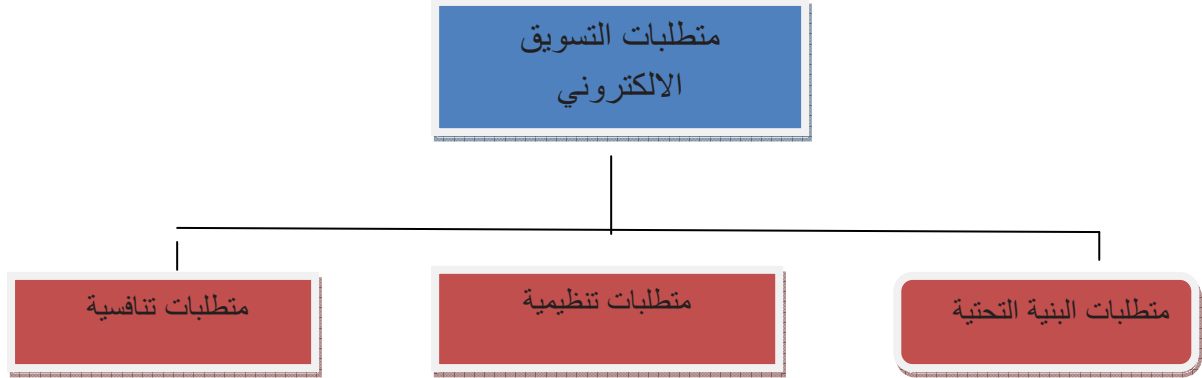 متطلبات التسويق
الالكتروني
متطلبات البنية التحتية
متطلبات تنظيمية
متطلبات تنافسية